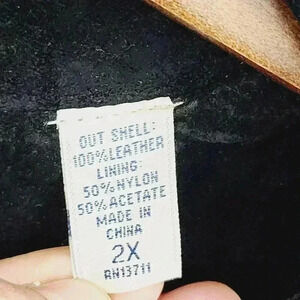 OUT SHELL:
100% LEATHER
LINING:
50% NYLON
50% ACETATE
MADE IN
CHINA
2X
RN13711